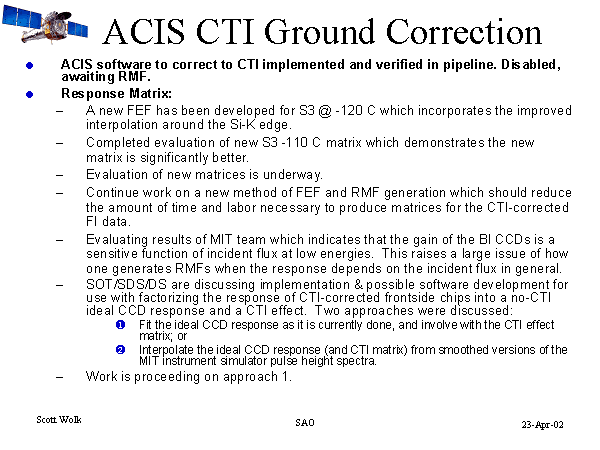 ACIS CTI Ground Correction
● ACIS software to correct to CTI implemented and verified in pipeline. Disabled,
awaiting RMF.
● Response Matrix:
– A new FEF has been developed for S3 @ -120 C which incorporates the improved
interpolation around the Si-K edge.
– Completed evaluation of new S3 -110 C matrix which demonstrates the new
matrix is significantly better.
– Evaluation of new matrices is underway.
– Continue work on a new method of FEF and RMF generation which should reduce
the amount of time and labor necessary to produce matrices for the CTI-corrected
FI data.
– Evaluating results of MIT team which indicates that the gain of the BI CCDs is a
sensitive function of incident flux at low energies. This raises a large issue of how
one generates RMFs when the response depends on the incident flux in general.
– SOT/SDS/DS are discussing implementation & possible software development for
use with factorizing the response of CTI-corrected frontside chips into a no-CTI
ideal CCD response and a CTI effect. Two approaches were discussed:
❶ Fit the ideal CCD response as it is currently done, and involve with the CTI effect
matrix; or
❷ Interpolate the ideal CCD response (and CTI matrix) from smoothed versions of the
MIT instrument simulator pulse height spectra.
– Work is proceeding on approach 1.
Scott Wolk
SAO
23-Apr-02